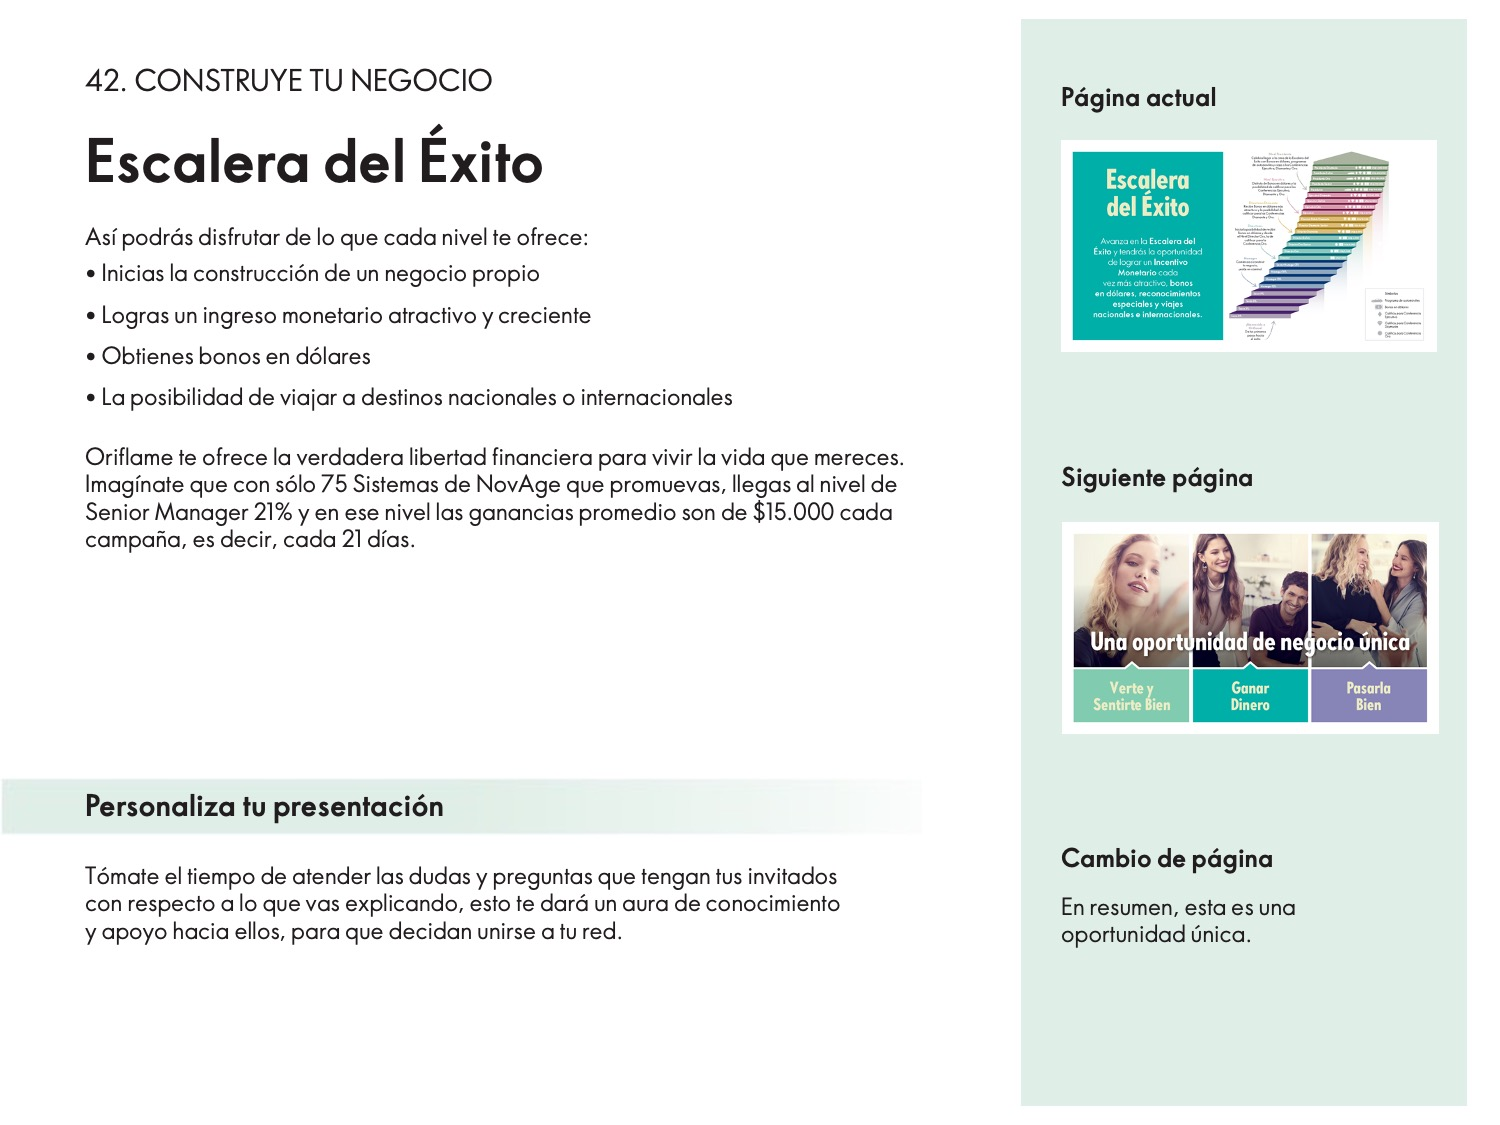 42. CONSTRUYE TU NEGOCIO
Escalera del Éxito
Así podrás disfrutar de lo que cada nivel te ofrece:
• Inicias la construcción de un negocio propio
• Logras un ingreso monetario atractivo y creciente
• Obtienes bonos en dólares
• La posibilidad de viajar a destinos nacionales o internacionales
Oriflame te ofrece la verdadera libertad financiera para vivir la vida que mereces.
Imagínate que con sólo 75 Sistemas de NovAge que promuevas, llegas al nivel de
Senior Manager 21% y en ese nivel las ganancias promedio son de $15.000 cada
campaña, es decir, cada 21 días.
Personaliza tu presentación
Tómate el tiempo de atender las dudas y preguntas que tengan tus invitados
con respecto a lo que vas explicando, esto te dará un aura de conocimiento
y apoyo hacia ellos, para que decidan unirse a tu red.
Página actual
Escalera
del Éxito
Avanza en la Escalera del
Éxito y tendrás la oportunidad
de lograr un Incentivo
Monetario cada
vez más atractivo, bonos
en dólares, reconocimientos
especiales y viajes
nacionales e internacionales.
Siguiente página
Una oportunidad de negocio única
Verte y
Sentirte Bien
Ganar
Dinero
Pasarla
Bien
Cambio de página
En resumen, esta es una
oportunidad única.